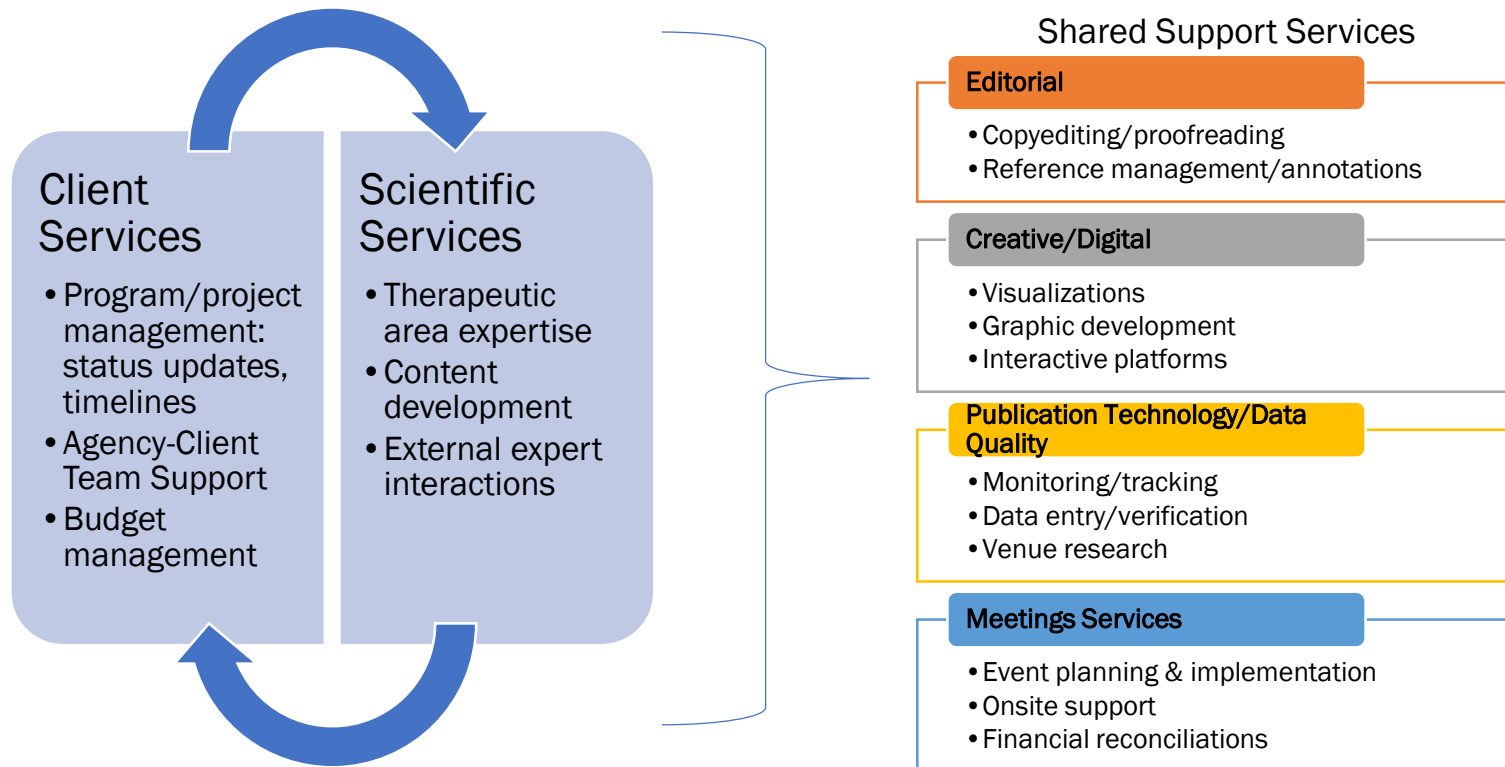 Client
Services
• Program/project
management:
status updates,
timelines
• Agency-Client
Team Support
• Budget
management
Scientific
Services
• Therapeutic
area expertise
• Content
development
• External expert
interactions
Shared Support Services
Editorial
• Copyediting/proofreading
• Reference management/annotations
Creative/Digital
• Visualizations
• Graphic development
• Interactive platforms
Publication Technology/Data
Quality
• Monitoring/tracking
• Data entry/verification
• Venue research
Meetings Services
• Event planning & implementation
• Onsite support
• Financial reconciliations